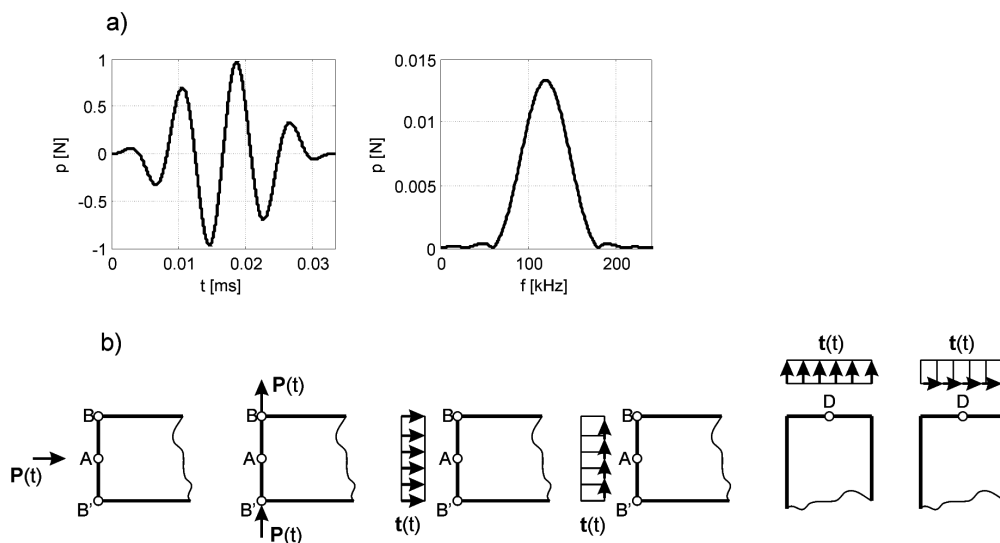 a)
1
0.5
0
-0.5
-1
p [N]
0 0.01 0.02 0.03
t [ms]
0.015
0.01
0.005
0
p [N]
0 100 200
f [kHz]
b)
P(t)
B
A
B'
P(t)
B
A
B'
P(t)
B
A
B'
t(t)
B
A
B'
t(t)
t(t)
D
t(t)
D